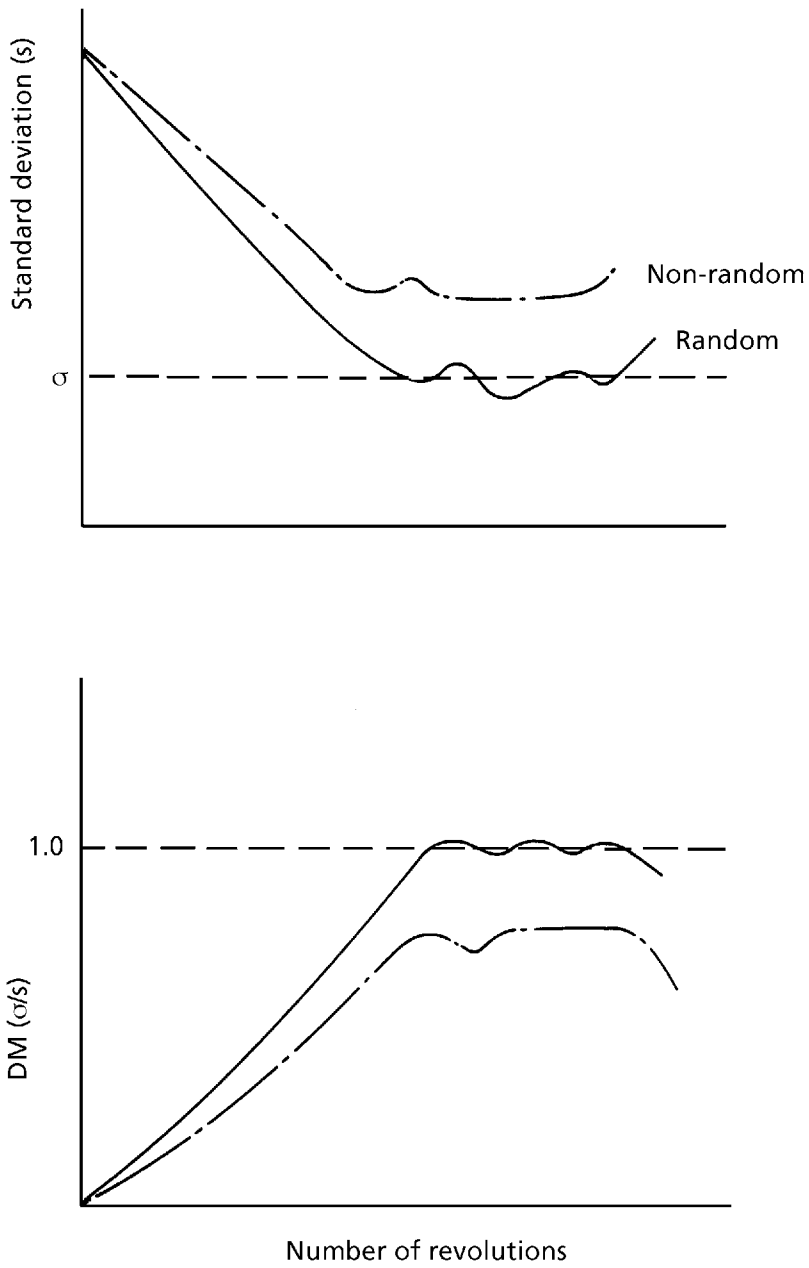 Standard deviation (s)
Non-random
Random
σ
1.0
DM (σ/s)
Number of revolutions